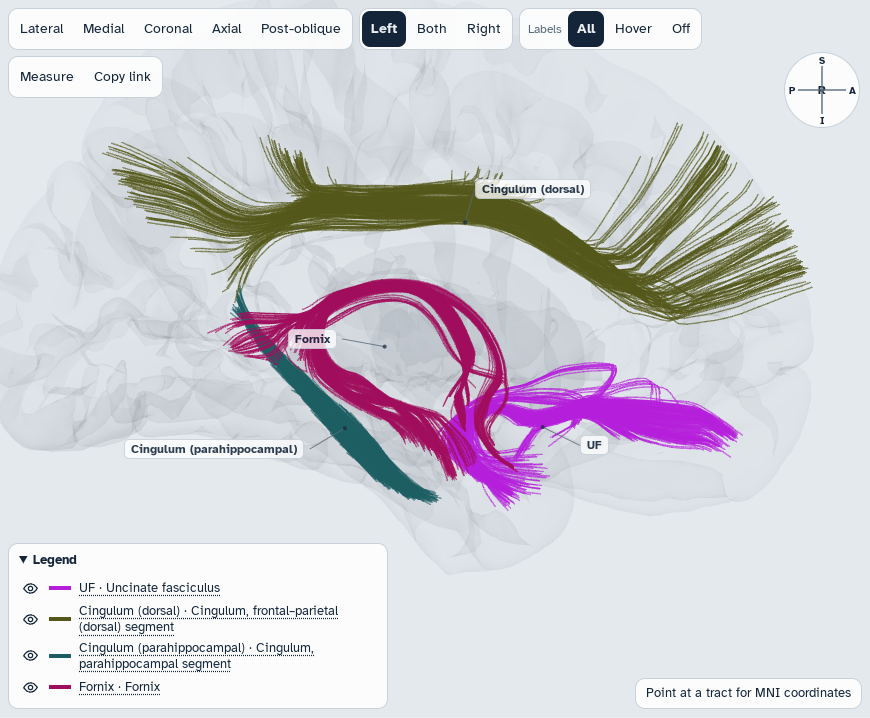 Lateral Medial Coronal Axial Post-oblique Left Both Right Labels All Hover Off
Measure Copy link
S
P R A
I
Cingulum (dorsal)
Fornix
Cingulum (parahippocampal)
UF
▼ Legend
UF · Uncinate fasciculus
Cingulum (dorsal) · Cingulum, frontal–parietal
(dorsal) segment
Cingulum (parahippocampal) · Cingulum,
parahippocampal segment
Fornix · Fornix
Point at a tract for MNI coordinates